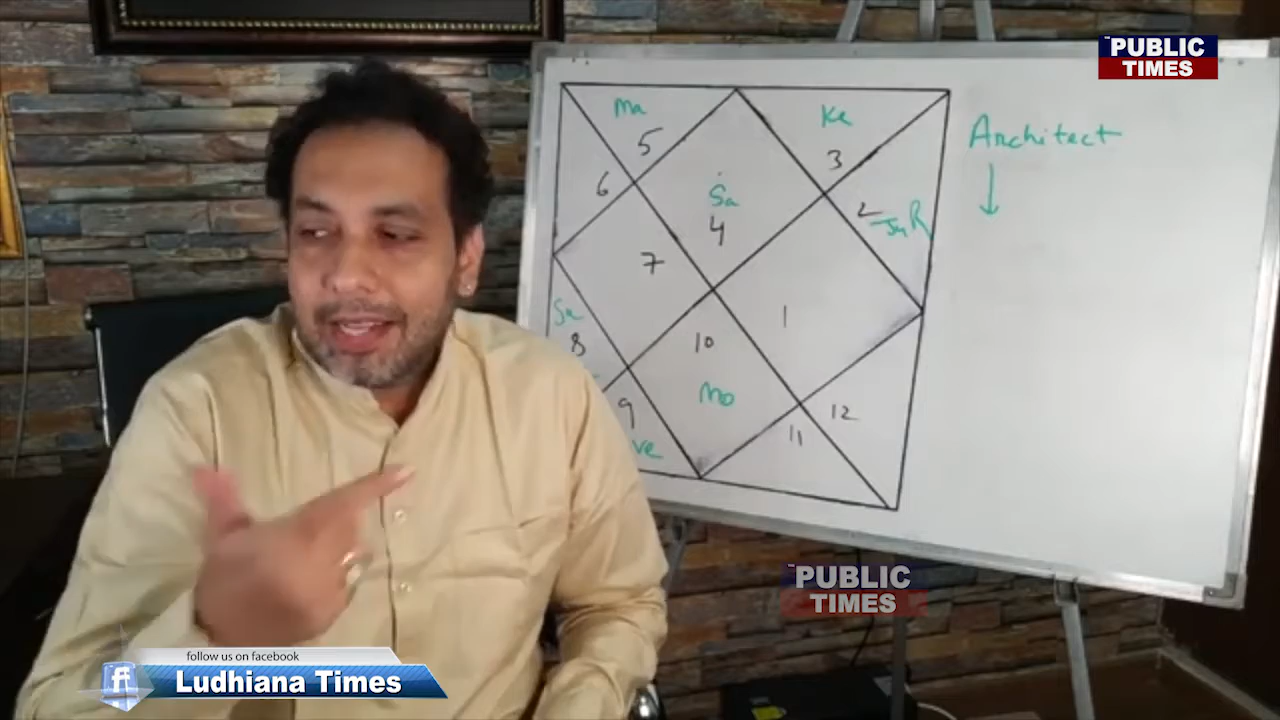 PUBLIC
TIMES
Ma
5
Ke
3
Architect
6
Sa
4
2
JuR
7
Sa
8
1
10
Mo
9
ve
11
12
PUBLIC
TIMES
follow us on facebook
f
Ludhiana Times